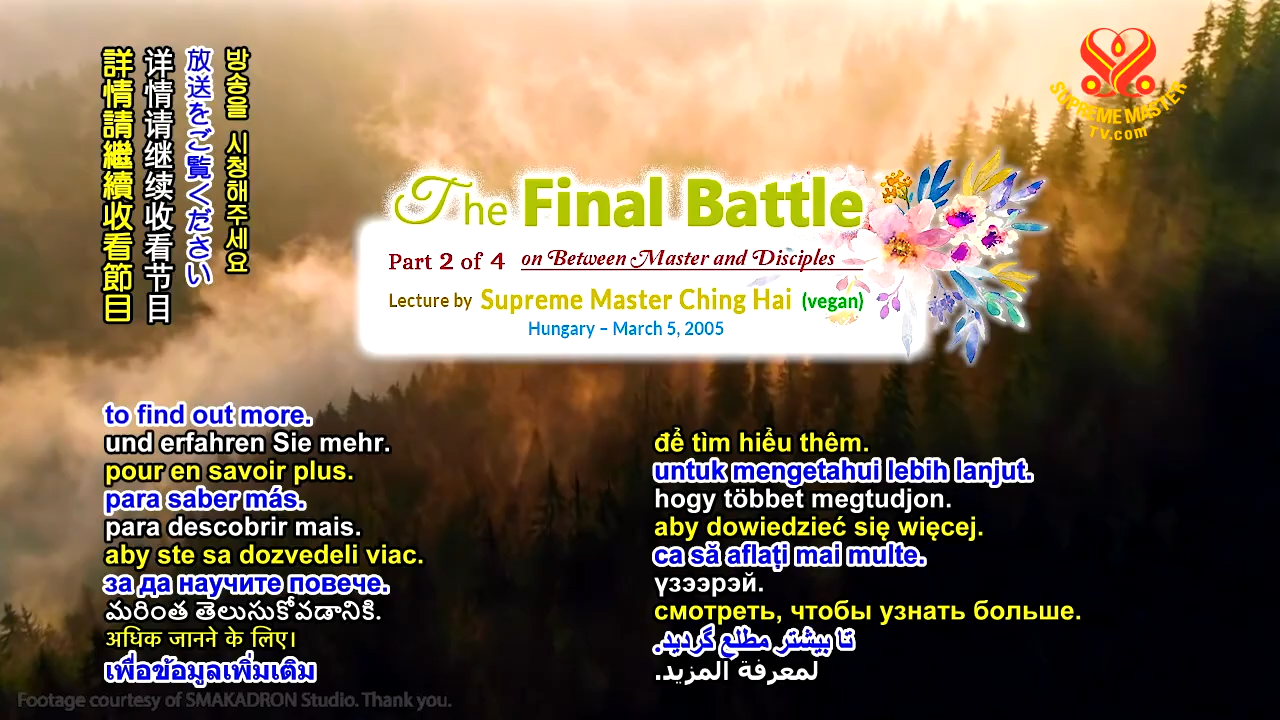 詳情請繼續收看節目
详情请继续收看节目
放送をご覧ください
방송을 시청해주세요
SUPREME MASTER
TV.com
The Final Battle
Part 2 of 4 on Between Master and Disciples
Lecture by Supreme Master Ching Hai (vegan)
Hungary – March 5, 2005
to find out more.
und erfahren Sie mehr.
pour en savoir plus.
para saber más.
para descobrir mais.
aby ste sa dozvedeli viac.
за да научите повече.
మరింత తెలుసుకోవడానికి.
अधिक जानने के लिए।
เพื่อข้อมูลเพิ่มเติม
để tìm hiểu thêm.
untuk mengetahui lebih lanjut.
hogy többet megtudjon.
aby dowiedzieć się więcej.
ca să aflați mai multe.
үзээрэй.
смотреть, чтобы узнать больше.
تا بیشتر مطلع گردید.
لمعرفة المزيد.
Footage courtesy of SMAKADRON Studio. Thank you.